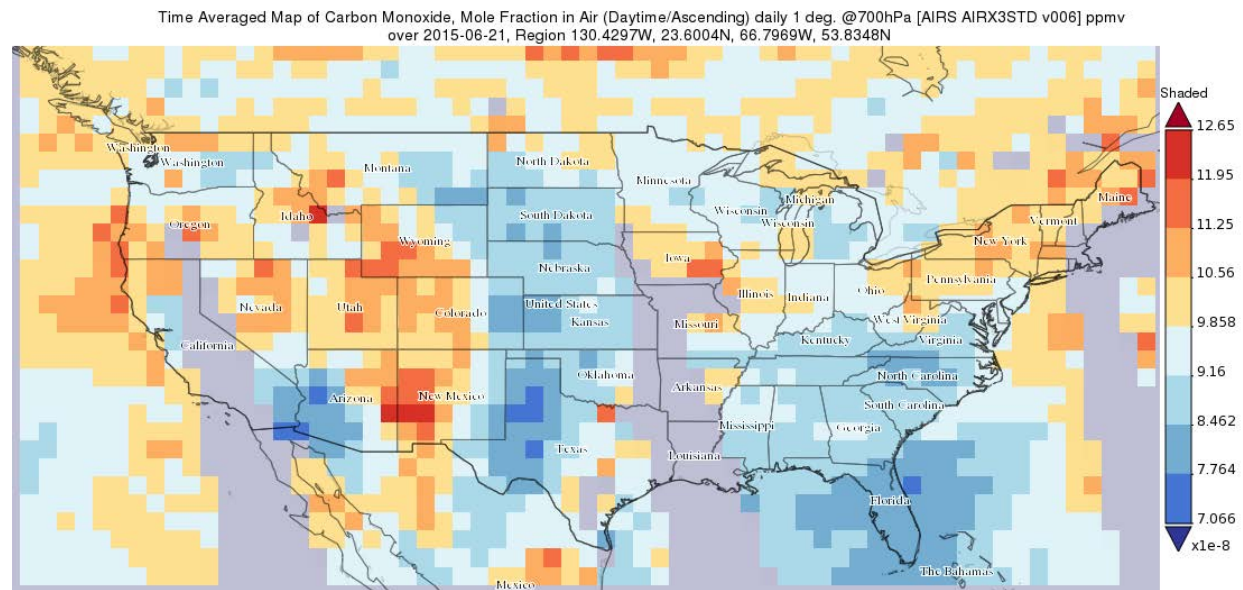 Time Averaged Map of Carbon Monoxide, Mole Fraction in Air (Daytime/Ascending) daily 1 deg. @700hPa [AIRS AIRX3STD v006] ppmv
over 2015-06-21, Region 130.4297W, 23.6004N, 66.7969W, 53.8348N
Shaded
12.65
11.95
11.25
10.56
9.858
9.16
8.462
7.764
7.066
x1e-8
Washington
Washington
Montana
North Dakota
Minnesota
Maine
Oregon
Idaho
Wyoming
South Dakota
Wisconsin
Michigan
Wisconsin
New York
Vermont
Nebraska
Iowa
Pennsylvania
Nevada
Utah
Colorado
United States
Kansas
Missouri
Illinois
Indiana
Ohio
West Virginia
Virginia
California
Kentucky
Arizona
New Mexico
Oklahoma
Arkansas
North Carolina
South Carolina
Mississippi
Georgia
Texas
Louisiana
Florida
The Bahamas
Mexico